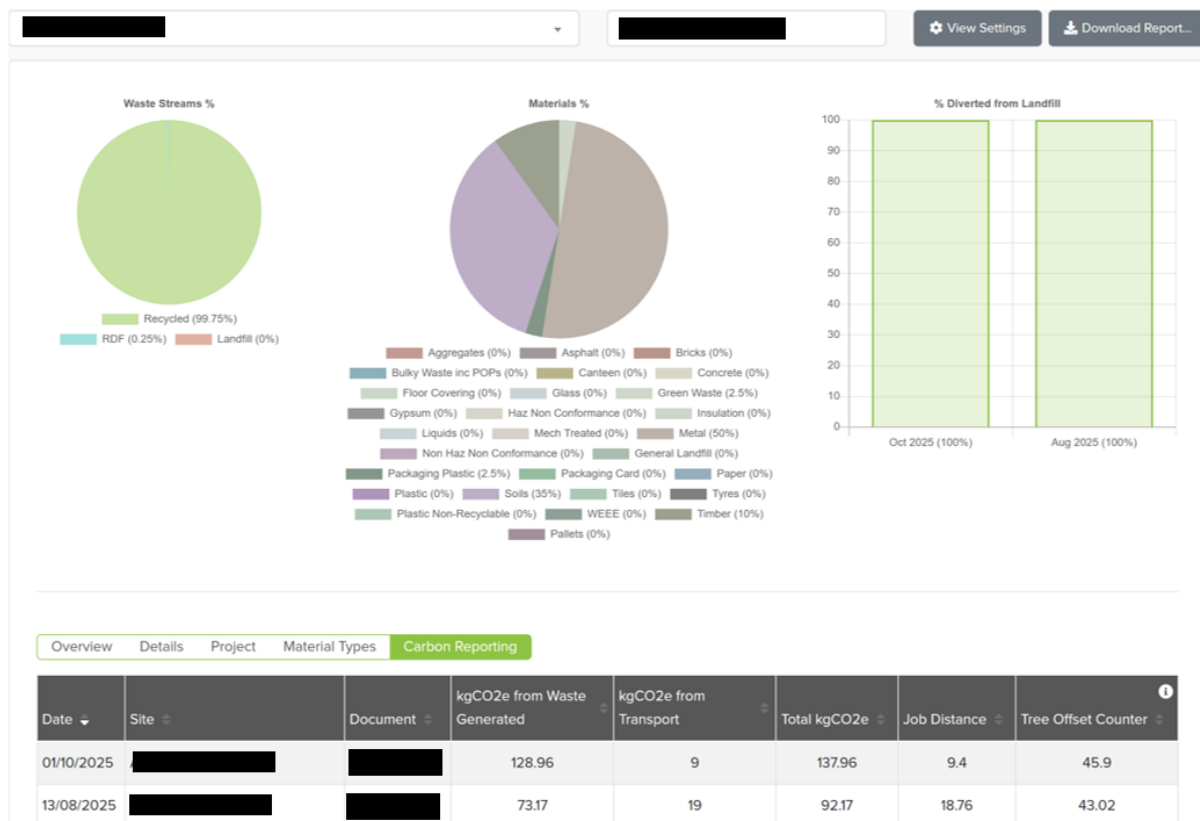 View Settings
Download Report...
Waste Streams %
Recycled (99.75%)
RDF (0.25%) Landfill (0%)
Materials %
Aggregates (0%) Asphalt (0%) Bricks (0%)
Bulky Waste inc POPs (0%) Canteen (0%) Concrete (0%)
Floor Covering (0%) Glass (0%) Green Waste (2.5%)
Gypsum (0%) Haz Non Conformance (0%) Insulation (0%)
Liquids (0%) Mech Treated (0%) Metal (50%)
Non Haz Non Conformance (0%) General Landfill (0%)
Packaging Plastic (2.5%) Packaging Card (0%) Paper (0%)
Plastic (0%) Soils (35%) Tiles (0%) Tyres (0%)
Plastic Non-Recyclable (0%) WEEE (0%) Timber (10%)
Pallets (0%)
% Diverted from Landfill
100
90
80
70
60
50
40
30
20
10
0
Oct 2025 (100%) Aug 2025 (100%)
Overview Details Project Material Types Carbon Reporting
Date Site Document kgCO2e from Waste Generated kgCO2e from Transport Total kgCO2e Job Distance Tree Offset Counter
01/10/2025 128.96 9 137.96 9.4 45.9
13/08/2025 73.17 19 92.17 18.76 43.02